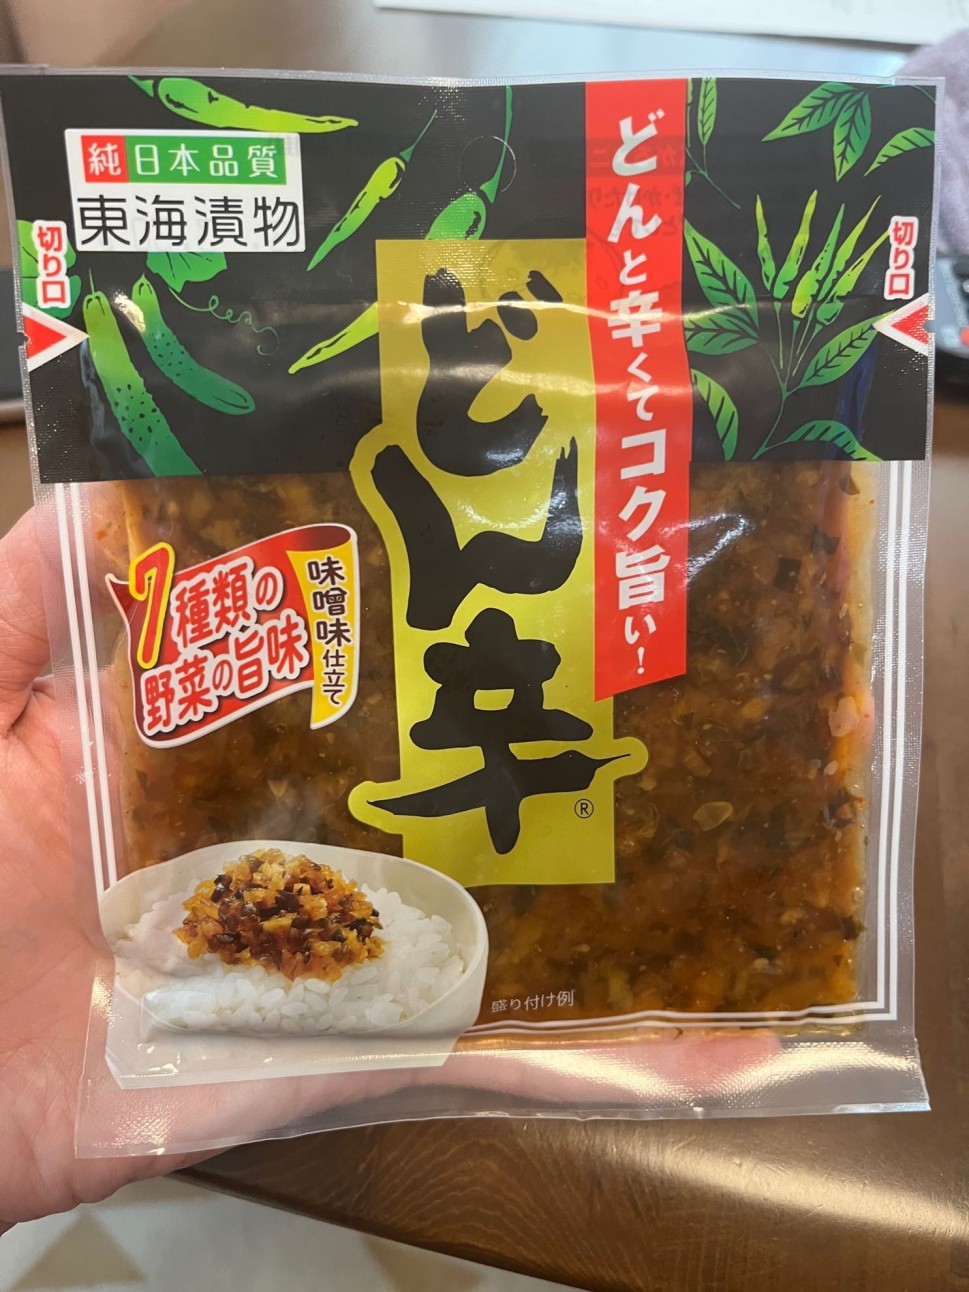 純日本品質
東海漬物
切り口
切り口
どんと辛くてコク旨い!
どん辛®
7種類の
野菜の旨味
味噌味仕立て
盛り付け例